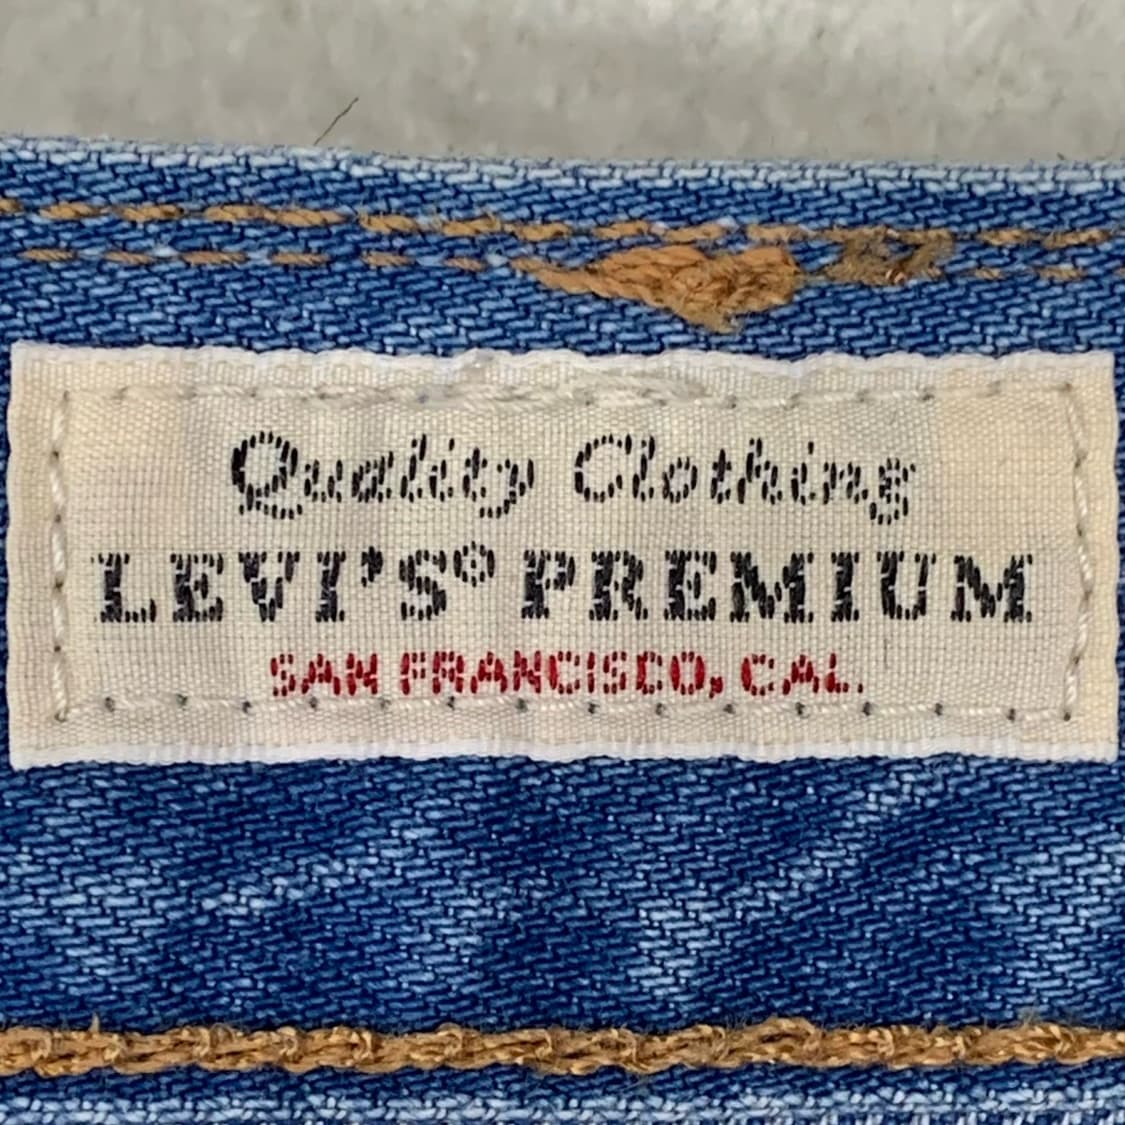 Quality Clothing
LEVI'S® PREMIUM
SAN FRANCISCO, CAL.